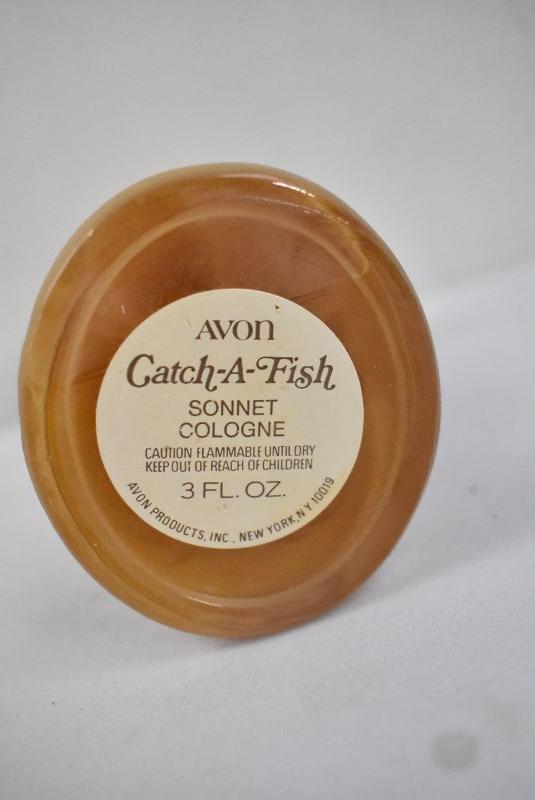 AVON
Catch-A-Fish
SONNET
COLOGNE
CAUTION FLAMMABLE UNTIL DRY
KEEP OUT OF REACH OF CHILDREN
3 FL. OZ.
AVON PRODUCTS, INC., NEW YORK, N.Y 10019